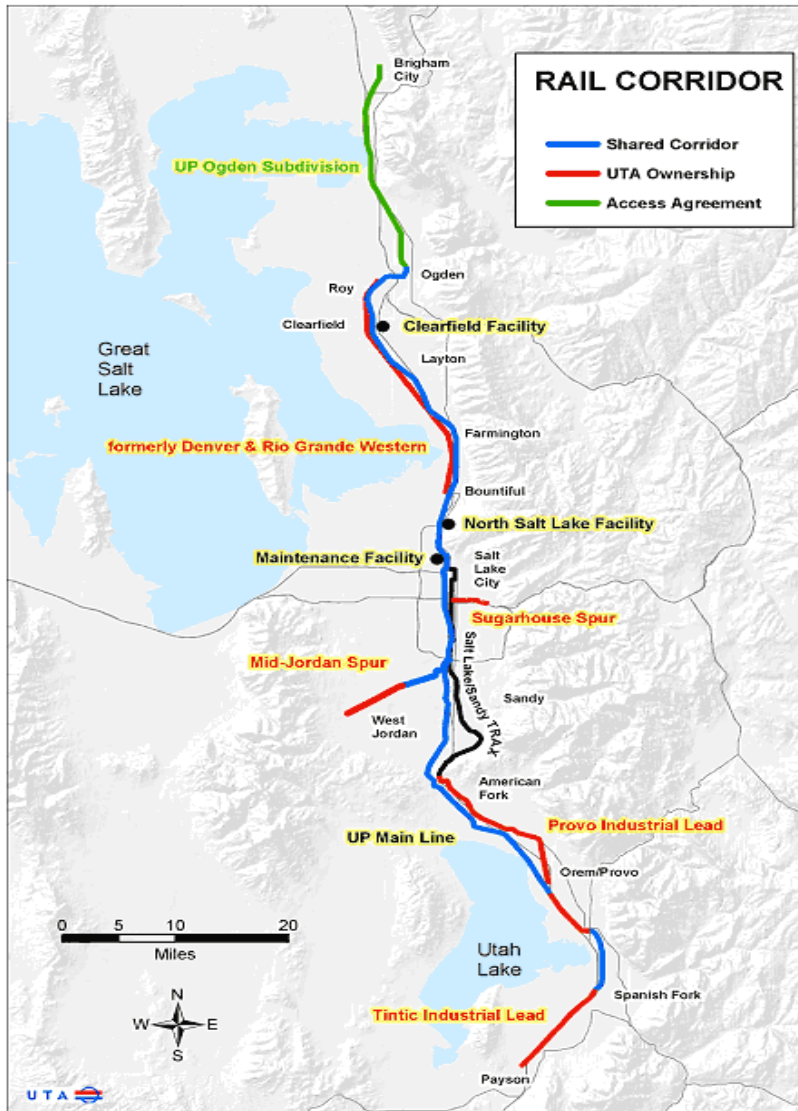 Brigham
City
RAIL CORRIDOR
Shared Corridor
UTA Ownership
Access Agreement
UP Ogden Subdivision
Ogden
Roy
Clearfield
Clearfield Facility
Great
Salt
Lake
Layton
formerly Denver & Rio Grande Western
Farmington
Bountiful
North Salt Lake Facility
Maintenance Facility
Salt
Lake
City
Sugarhouse Spur
Mid-Jordan Spur
Salt Lake/Sandy TRAX
Sandy
West
Jordan
American
Fork
Provo Industrial Lead
UP Main Line
Orem/Provo
0 5 10 20
Miles
Utah
Lake
Spanish Fork
Tintic Industrial Lead
N
W E
S
Payson
UTA